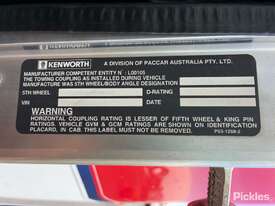 KENWORTH
A DIVISION OF PACCAR AUSTRALIA PTY. LTD.
MANUFACTURER COMPETENT ENTITY N°: L00105
THE TOWING COUPLING AS INSTALLED DURING VEHICLE
MANUFACTURE WAS 5TH WHEEL/BODY ANGLE DESIGNATION
5TH WHEEL D-RATING
VIN DATE
WARNING
HORIZONTAL COUPLING RATING IS LESSER OF FIFTH WHEEL & KING PIN
RATINGS. VEHICLE GVM & GCM RATINGS ARE SHOWN ON IDENTIFICATION
PLACARD, IN CAB. THIS LABEL MUST NOT BE REMOVED.
P93-1258-2
Pickles